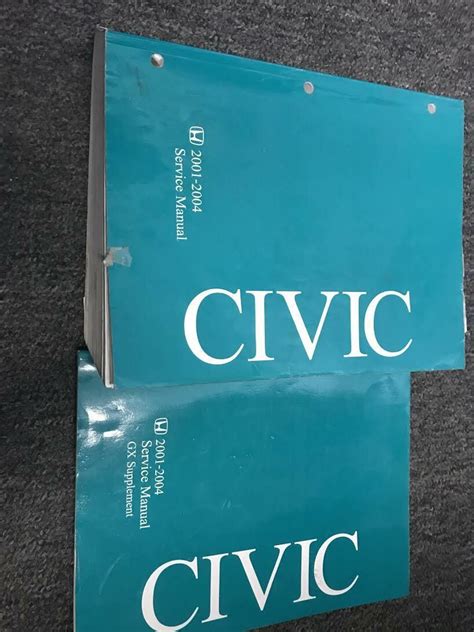 2001-2004
Service Manual
CIVIC
2001-2004
Service Manual
GX Supplement
CIVIC